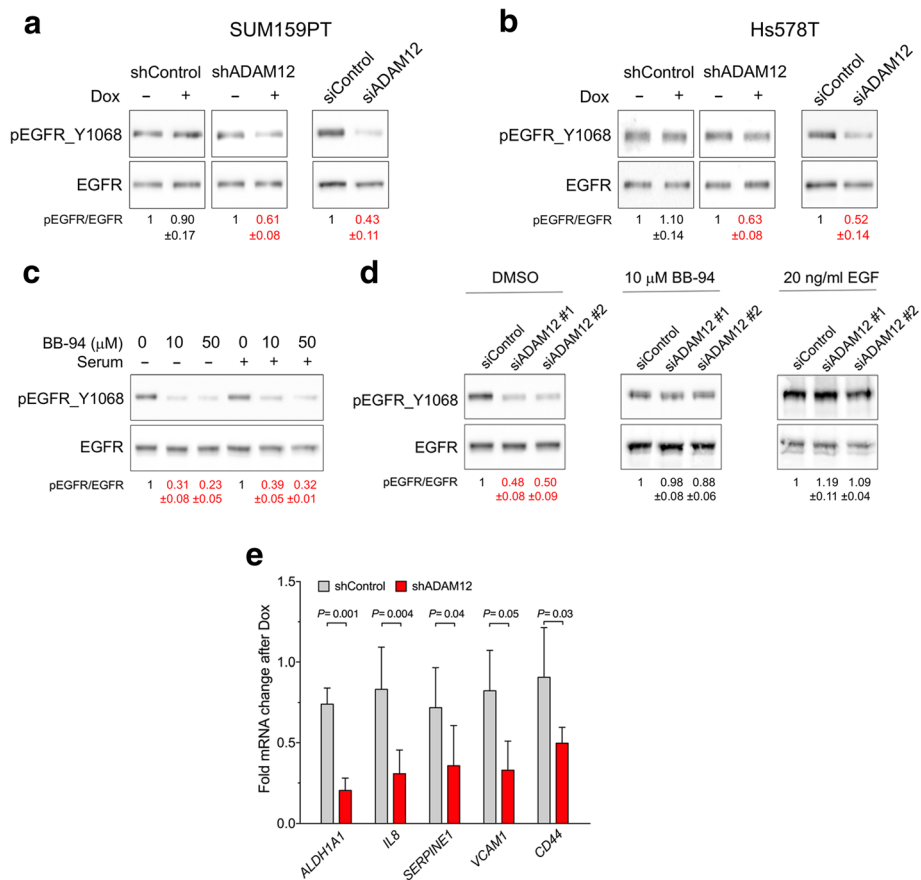 a
SUM159PT
shControl shADAM12 siControl siADAM12
Dox – + – +
pEGFR_Y1068
EGFR
pEGFR/EGFR 1 0.90 1 0.61 1 0.43
±0.17 ±0.08 ±0.11
b
Hs578T
shControl shADAM12 siControl siADAM12
Dox – + – +
pEGFR_Y1068
EGFR
pEGFR/EGFR 1 1.10 1 0.63 1 0.52
±0.14 ±0.08 ±0.14
c
BB-94 (µM) 0 10 50 0 10 50
Serum – – – + + +
pEGFR_Y1068
EGFR
pEGFR/EGFR 1 0.31 0.23 1 0.39 0.32
±0.08 ±0.05 ±0.05 ±0.01
d
DMSO 10 µM BB-94 20 ng/ml EGF
siControl siADAM12 #1 siADAM12 #2 siControl siADAM12 #1 siADAM12 #2 siControl siADAM12 #1 siADAM12 #2
pEGFR_Y1068
EGFR
pEGFR/EGFR 1 0.48 0.50 1 0.98 0.88 1 1.19 1.09
±0.08 ±0.09 ±0.08 ±0.06 ±0.11 ±0.04
e
shControl shADAM12
Fold mRNA change after Dox
1.5
1.0
0.5
0.0
P= 0.001 P= 0.004 P= 0.04 P= 0.05 P= 0.03
ALDH1A1 IL8 SERPINE1 VCAM1 CD44